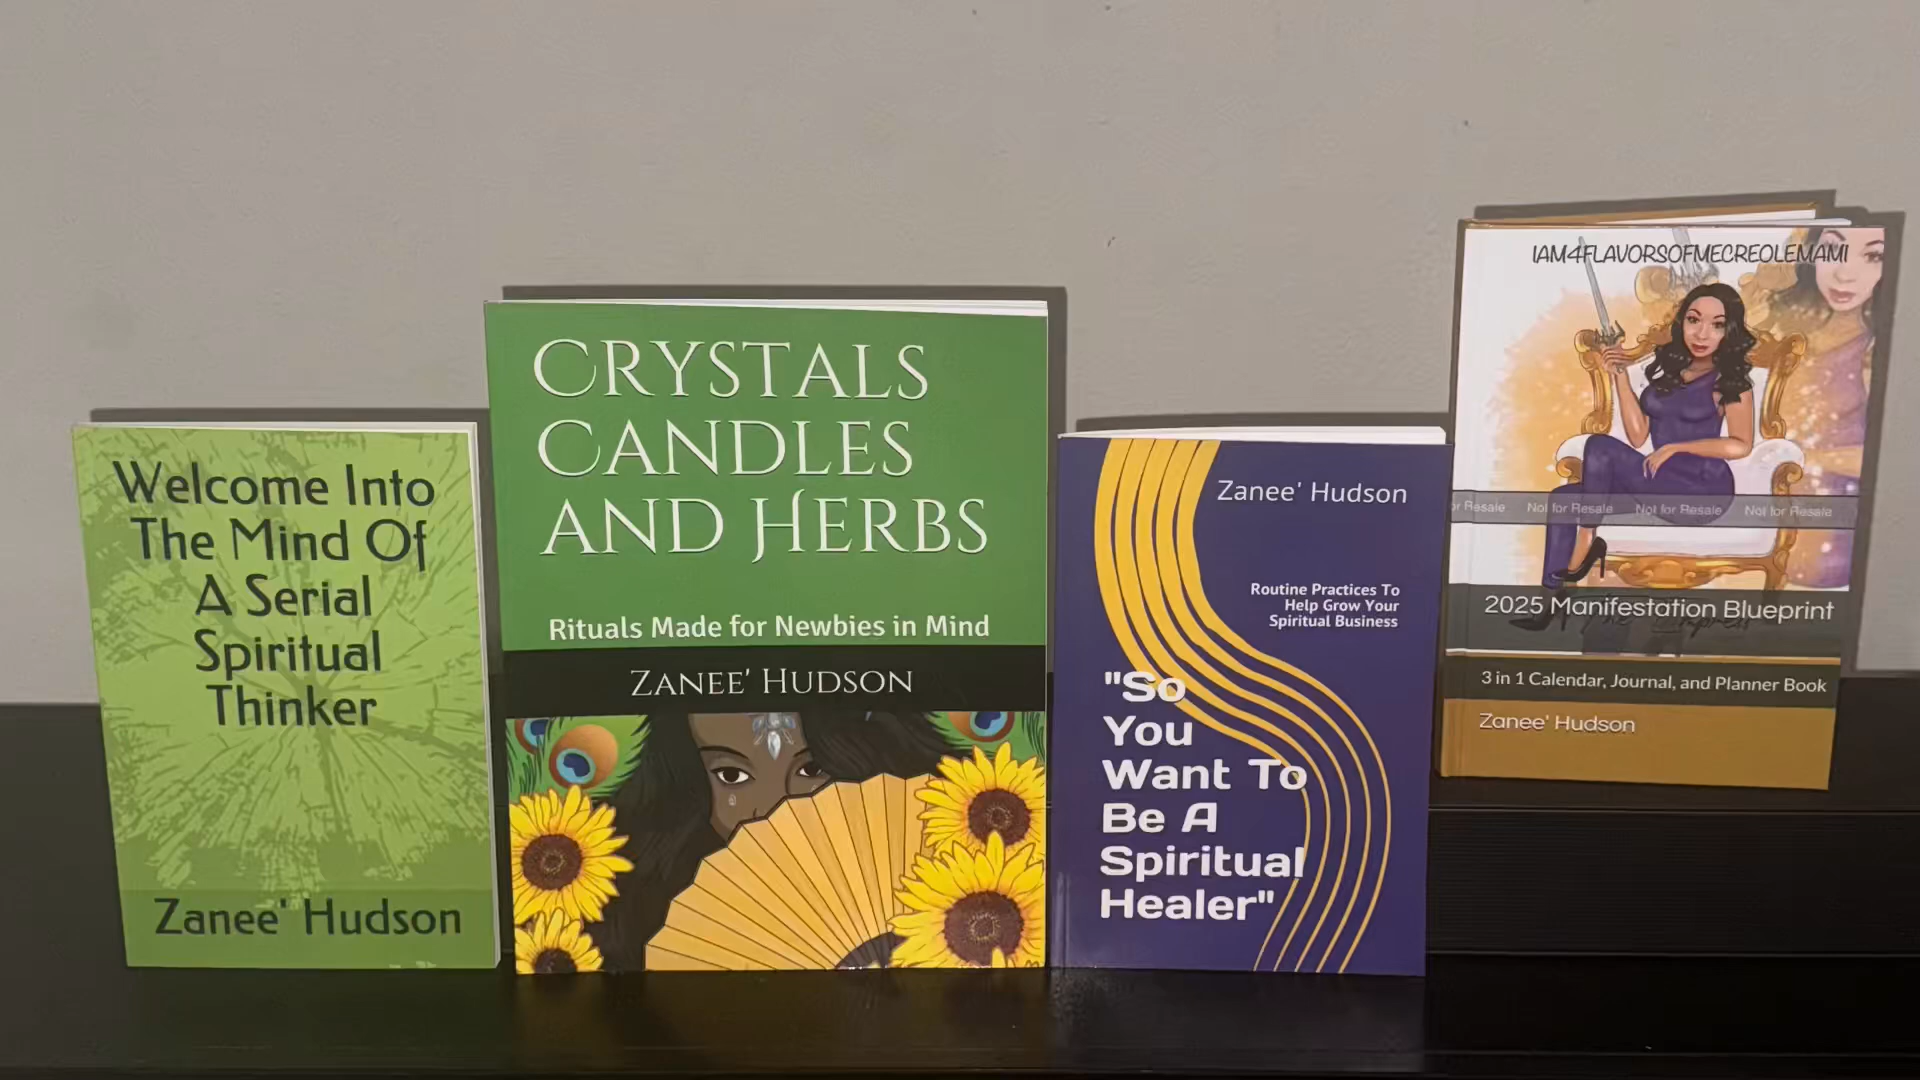 Welcome Into
The Mind Of
A Serial
Spiritual
Thinker
Zanee' Hudson
CRYSTALS
CANDLES
AND HERBS
Rituals Made for Newbies in Mind
ZANEE' HUDSON
Zanee' Hudson
Routine Practices To
Help Grow Your
Spiritual Business
"So
You
Want To
Be A
Spiritual
Healer"
IAM4FLAVORSOFMECREOLEMAMI
or Resale Not for Resale Not for Resale Not for Resale
2025 Manifestation Blueprint
3 in 1 Calendar, Journal, and Planner Book
Zanee' Hudson